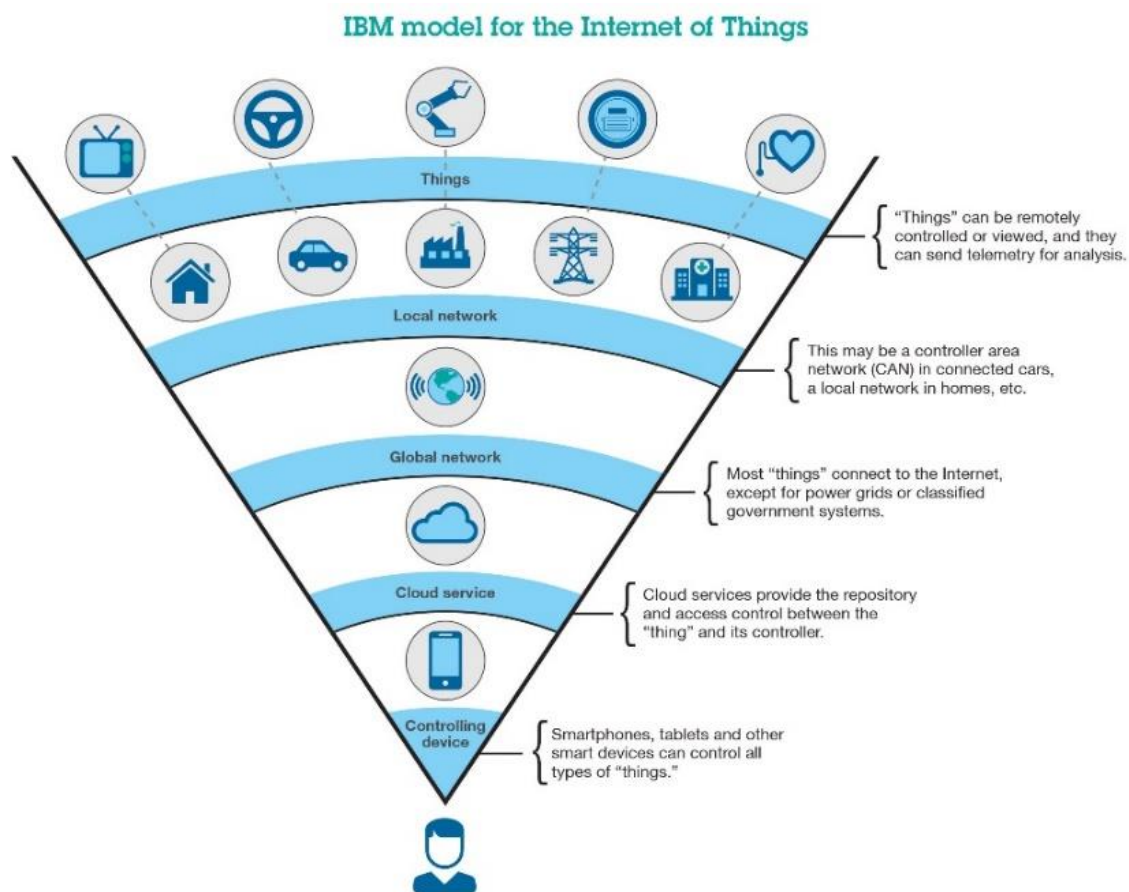 IBM model for the Internet of Things
Things
“Things” can be remotely
controlled or viewed, and they
can send telemetry for analysis.
Local network
This may be a controller area
network (CAN) in connected cars,
a local network in homes, etc.
Global network
Most “things” connect to the Internet,
except for power grids or classified
government systems.
Cloud service
Cloud services provide the repository
and access control between the
“thing” and its controller.
Controlling
device
Smartphones, tablets and other
smart devices can control all
types of “things.”